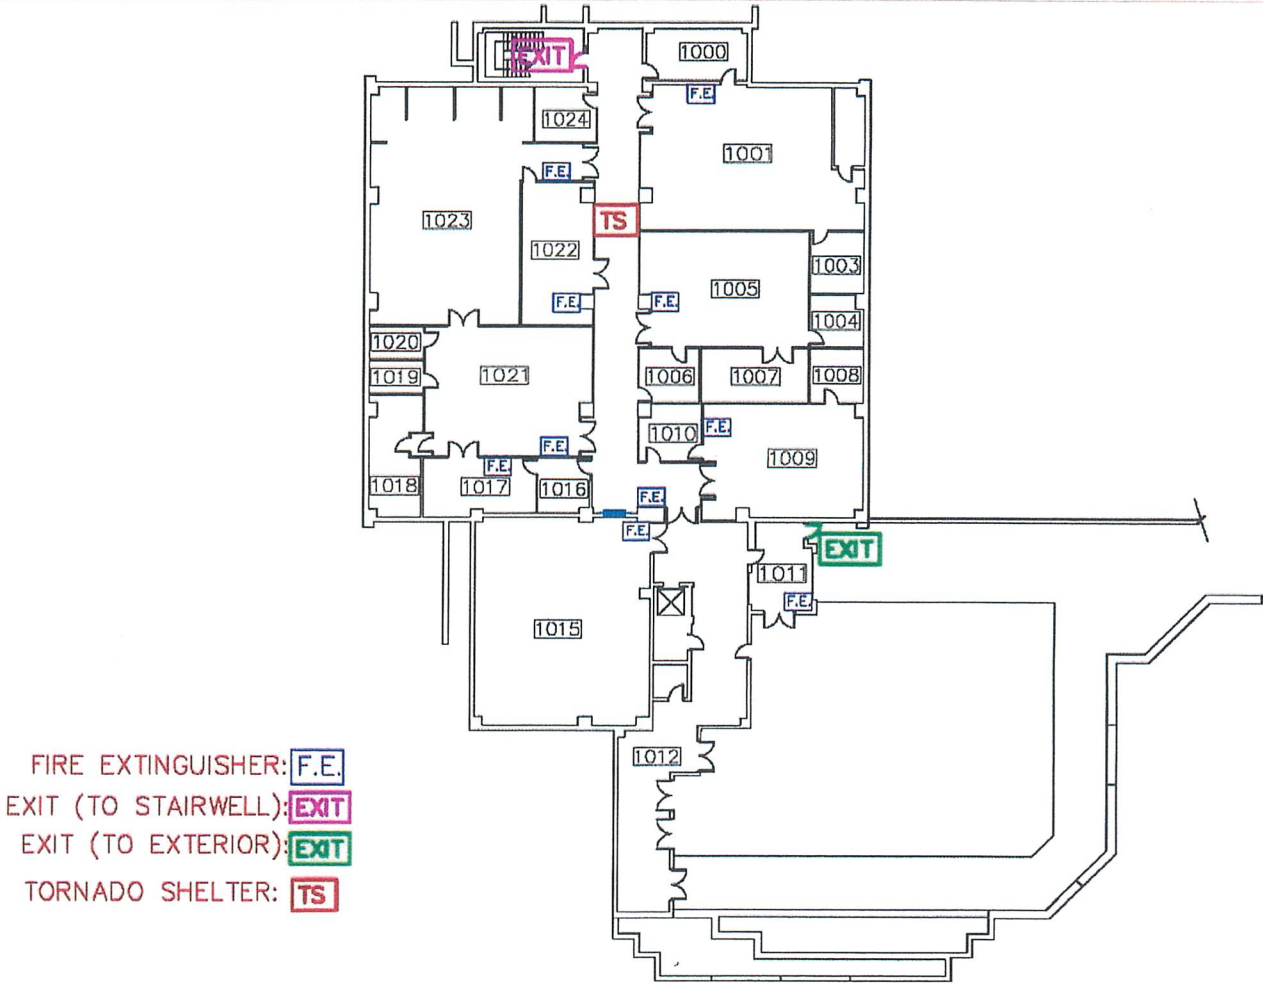 EXIT
1000
F.E.
1024
1001
F.E.
TS
1023
1022
1003
1005
F.E.
F.E.
1004
1020
1019
1021
1006
1007
1008
F.E.
1010
F.E.
1009
F.E.
1018
1017
1016
F.E.
F.E.
EXIT
1011
F.E.
1015
1012
FIRE EXTINGUISHER: F.E.
EXIT (TO STAIRWELL): EXIT
EXIT (TO EXTERIOR): EXIT
TORNADO SHELTER: TS